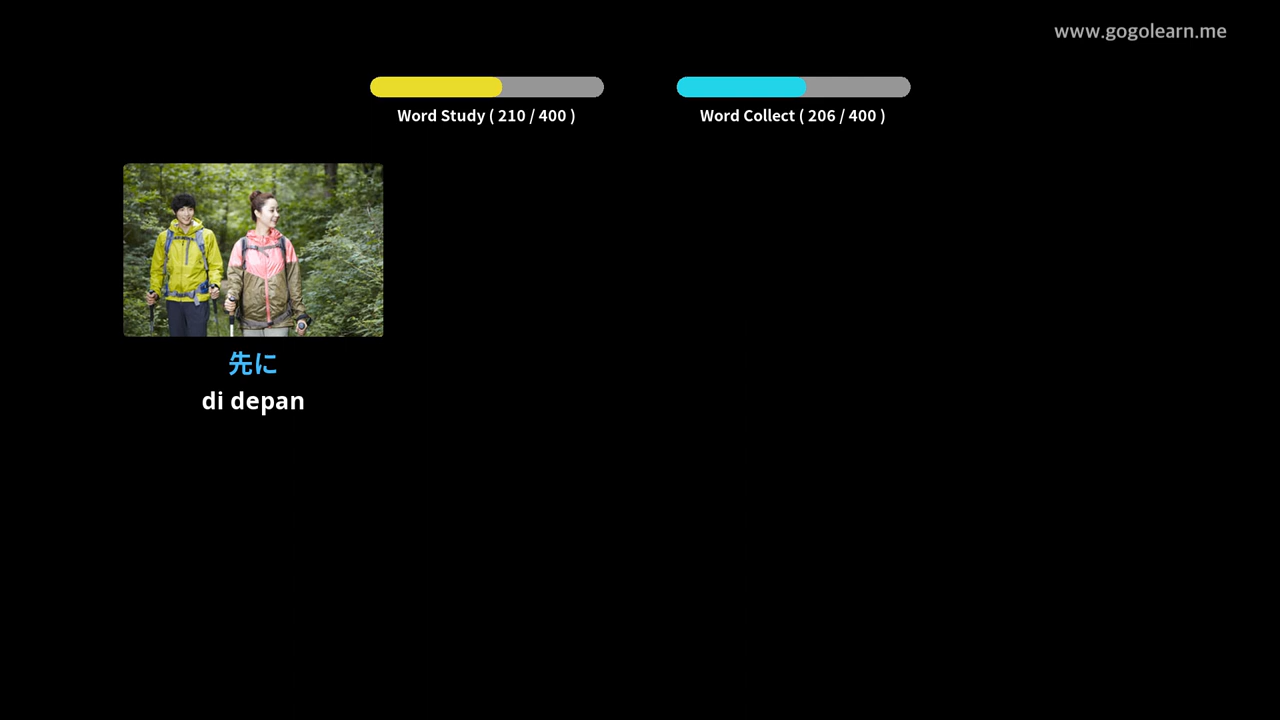 www.gogolearn.me
Word Study ( 210 / 400 )
Word Collect ( 206 / 400 )
先に
di depan